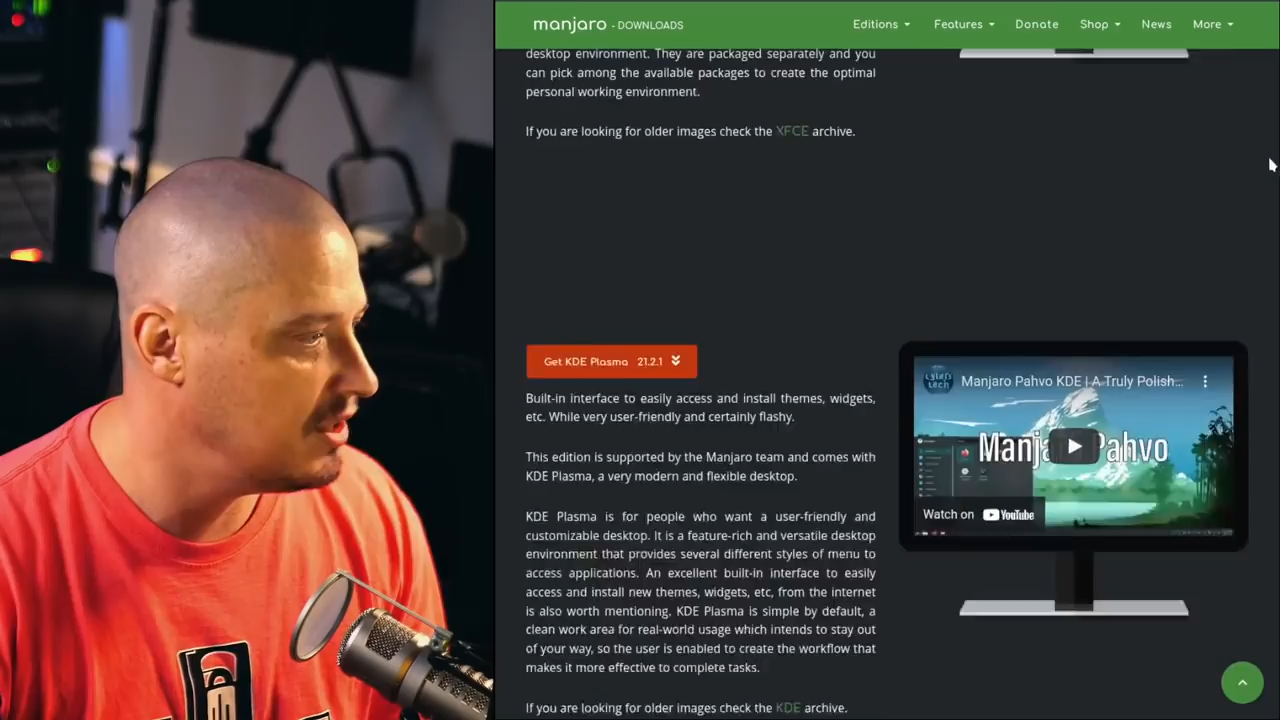 manjaro - DOWNLOADS
Editions
Features
Donate
Shop
News
More
desktop environment. They are packaged separately and you
can pick among the available packages to create the optimal
personal working environment.
If you are looking for older images check the XFCE archive.
Get KDE Plasma 21.2.1
Built-in interface to easily access and install themes, widgets,
etc. While very user-friendly and certainly flashy.
This edition is supported by the Manjaro team and comes with
KDE Plasma, a very modern and flexible desktop.
KDE Plasma is for people who want a user-friendly and
customizable desktop. It is a feature-rich and versatile desktop
environment that provides several different styles of menu to
access applications. An excellent built-in interface to easily
access and install new themes, widgets, etc, from the internet
is also worth mentioning. KDE Plasma is simple by default, a
clean work area for real-world usage which intends to stay out
of your way, so the user is enabled to create the workflow that
makes it more effective to complete tasks.
If you are looking for older images check the KDE archive.
Manjaro Pahvo KDE | A Truly Polish...
Pahvo
Watch on YouTube